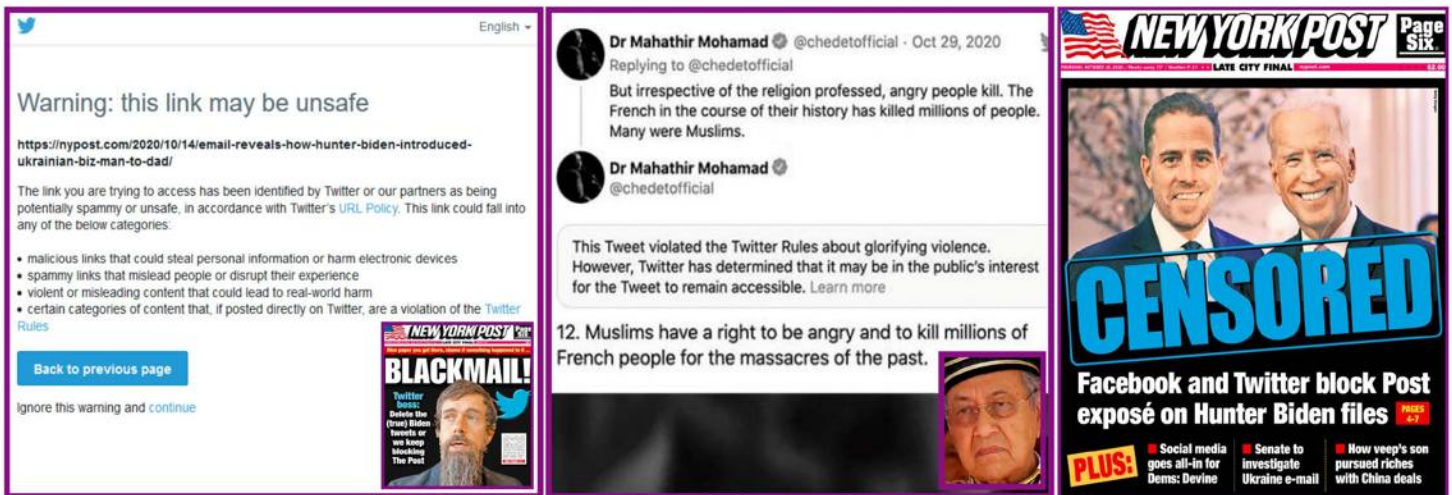 English
Warning: this link may be unsafe
https://nypost.com/2020/10/14/email-reveals-how-hunter-biden-introduced-
ukrainian-biz-man-to-dad/
The link you are trying to access has been identified by Twitter or our partners as being
potentially spammy or unsafe, in accordance with Twitter's URL Policy. This link could fall into
any of the below categories:
• malicious links that could steal personal information or harm electronic devices
• spammy links that mislead people or disrupt their experience
• violent or misleading content that could lead to real-world harm
• certain categories of content that, if posted directly on Twitter, are a violation of the Twitter
Rules
Back to previous page
Ignore this warning and continue
NEW YORK POST
Page
Six
LATE CITY FINAL
BLACKMAIL!
Twitter
boss:
Delete the
(true) Biden
tweets or
we keep
blocking
The Post
Dr Mahathir Mohamad @chedetofficial · Oct 29, 2020
Replying to @chedetofficial
But irrespective of the religion professed, angry people kill. The
French in the course of their history has killed millions of people.
Many were Muslims.
Dr Mahathir Mohamad
@chedetofficial
This Tweet violated the Twitter Rules about glorifying violence.
However, Twitter has determined that it may be in the public's interest
for the Tweet to remain accessible. Learn more
12. Muslims have a right to be angry and to kill millions of
French people for the massacres of the past.
NEW YORK POST
Page
Six
LATE CITY FINAL
nypost.com
$2.00
CENSORED
Facebook and Twitter block Post
exposé on Hunter Biden files
PAGES
4-7
PLUS:
Social media
goes all-in for
Dems: Devine
Senate to
investigate
Ukraine e-mail
How veep's son
pursued riches
with China deals